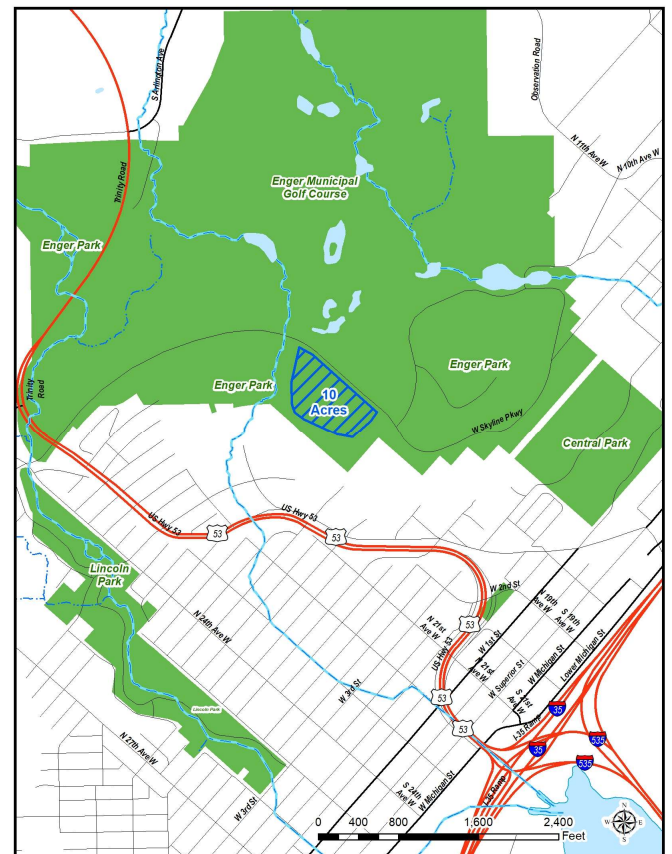 S Arlington Ave
Observation Road
N 11th Ave W
N 10th Ave W
Trinity Road
Enger Municipal
Golf Course
Enger Park
Enger Park
Enger Park
10
Acres
Trinity
Road
W Skyline Pkwy
Central Park
US Hwy 53
US Hwy 53
53
53
Lincoln
Park
W 2nd St
N 19th
Ave W
S 19th
Ave W
53
N 24th Ave W
N 21st
Ave W
W 1st St
US Hwy 53
N 21st
Ave W
W Superior St
W Michigan St
Lower Michigan St
W 3rd St
53
S 21st
Ave W
Lincoln Park
35
I-35 Ramp
53
35
535
535
N 27th Ave W
S 24th
Ave W
W Michigan St
I-35 Ramp
W 3rd St
0 400 800 1,600 2,400
Feet
N
W E
S